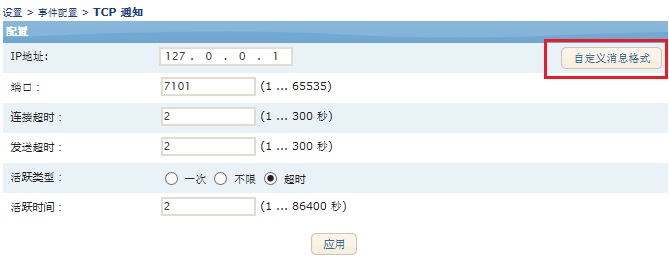 设置 > 事件配置 > TCP 通知
配置
IP地址: 127 . 0 . 0 . 1 自定义消息格式
端口： 7101 (1 ... 65535)
连接超时： 2 (1 ... 300 秒)
发送超时： 2 (1 ... 300 秒)
活跃类型： 一次 不限 超时
活跃时间： 2 (1 ... 86400 秒)
应用